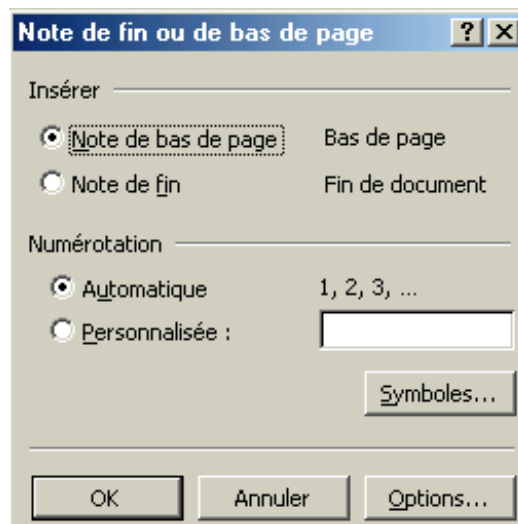 Note de fin ou de bas de page
Insérer
Note de bas de page Bas de page
Note de fin Fin de document
Numérotation
Automatique 1, 2, 3, ...
Personnalisée :
Symboles...
OK Annuler Options...